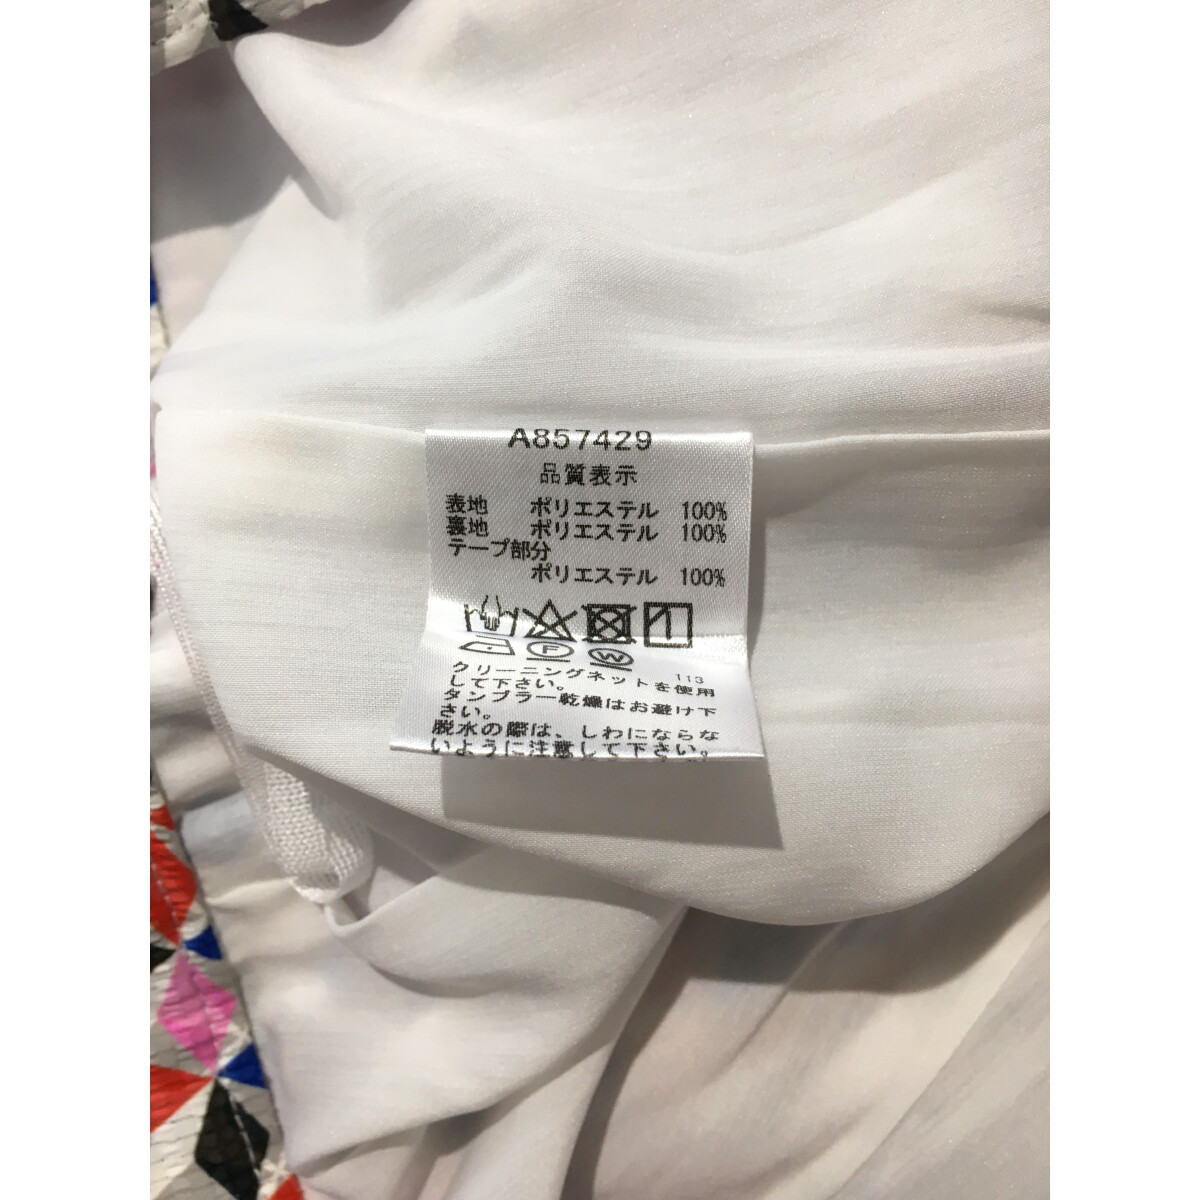 A857429
品質表示
表地 ポリエステル 100%
裏地 ポリエステル 100%
テープ部分
ポリエステル 100%
F W
113
クリーニングネットを使用
して下さい。
タンブラー乾燥はお避け下
さい。
脱水の際は、しわにならな
いように注意して下さい。